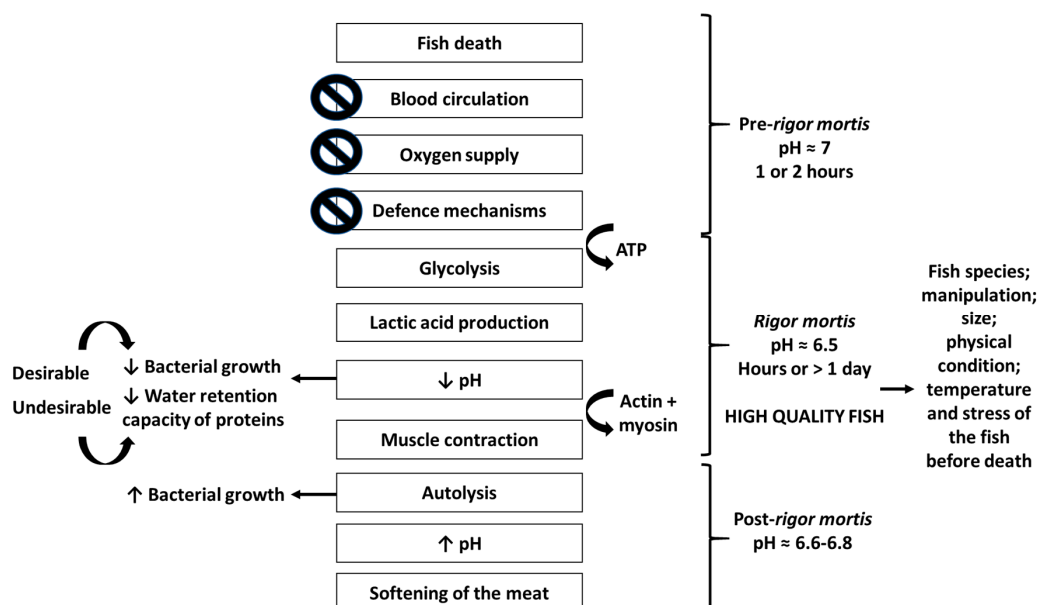 Fish death
Blood circulation
Oxygen supply
Defence mechanisms
Glycolysis
Lactic acid production
↓ pH
Muscle contraction
Autolysis
↑ pH
Softening of the meat
ATP
Actin +
myosin
Desirable
Undesirable
↓ Bacterial growth
↓ Water retention
capacity of proteins
↑ Bacterial growth
Pre-rigor mortis
pH ≈ 7
1 or 2 hours
Rigor mortis
pH ≈ 6.5
Hours or > 1 day
HIGH QUALITY FISH
Post-rigor mortis
pH ≈ 6.6-6.8
Fish species;
manipulation;
size;
physical
condition;
temperature
and stress of
the fish
before death